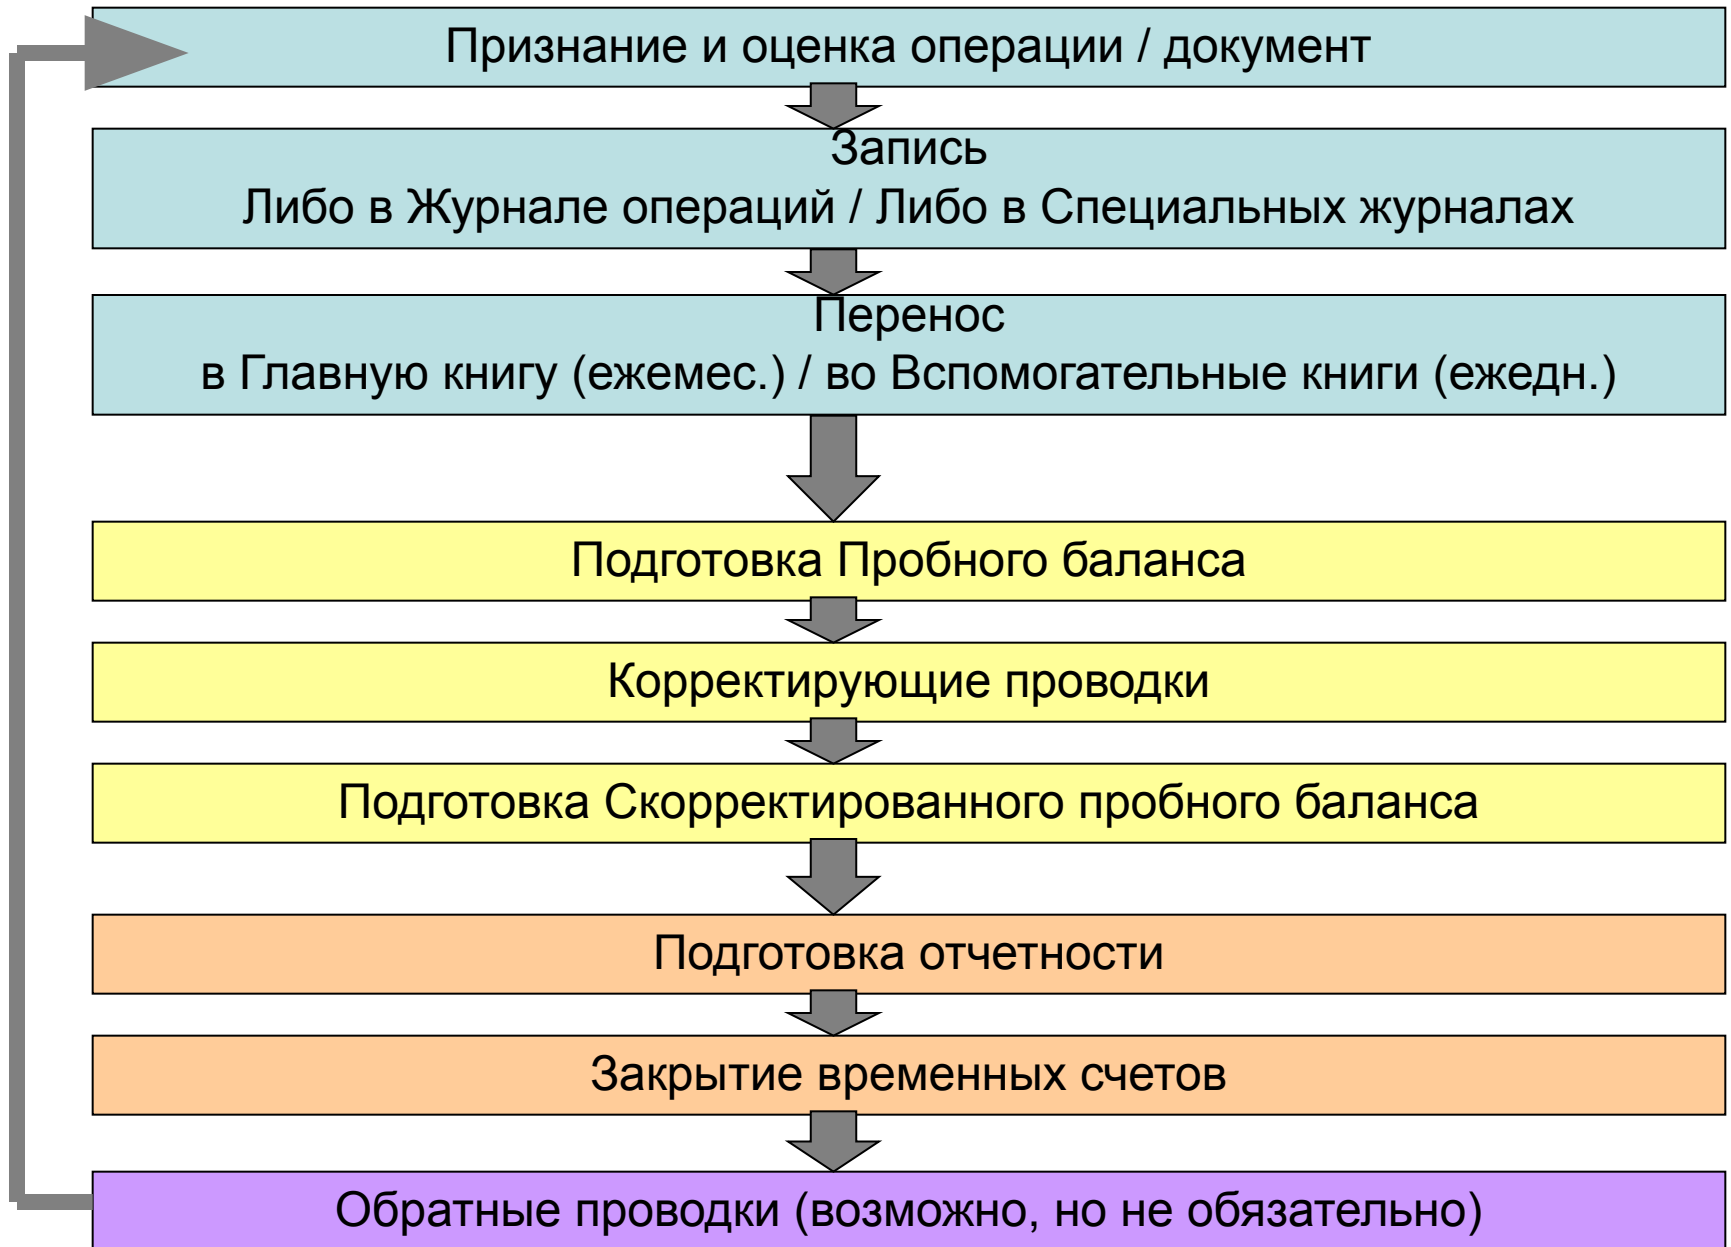 Признание и оценка операции / документ
Запись
Либо в Журнале операций / Либо в Специальных журналах
Перенос
в Главную книгу (ежемес.) / во Вспомогательные книги (ежедн.)
Подготовка Пробного баланса
Корректирующие проводки
Подготовка Скорректированного пробного баланса
Подготовка отчетности
Закрытие временных счетов
Обратные проводки (возможно, но не обязательно)